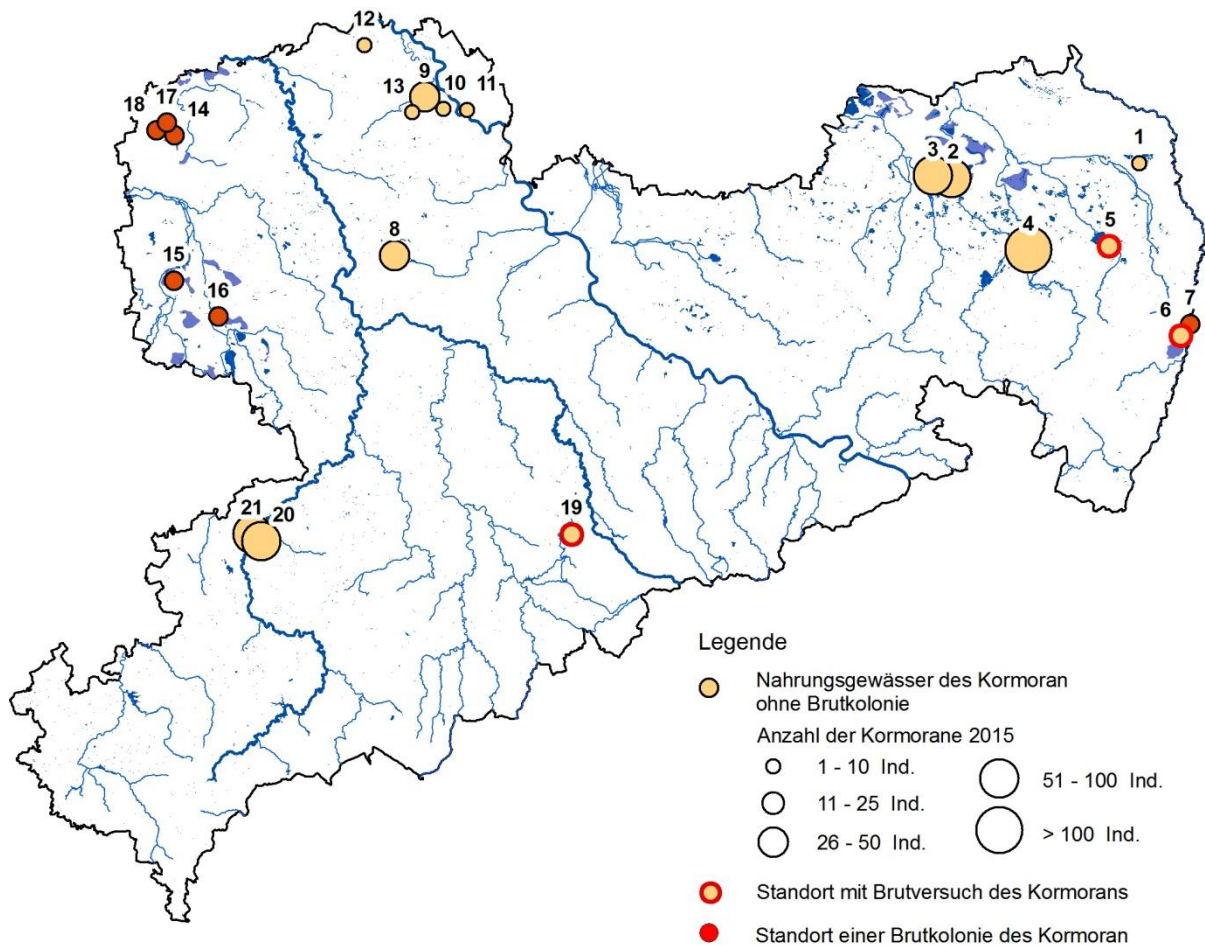 12
9
13
10
11
17
18
14
1
3
2
4
5
8
15
16
7
6
21
20
19
Legende
Nahrungsgewässer des Kormoran
ohne Brutkolonie
Anzahl der Kormorane 2015
1 - 10 Ind.
51 - 100 Ind.
11 - 25 Ind.
> 100 Ind.
26 - 50 Ind.
Standort mit Brutversuch des Kormorans
Standort einer Brutkolonie des Kormoran